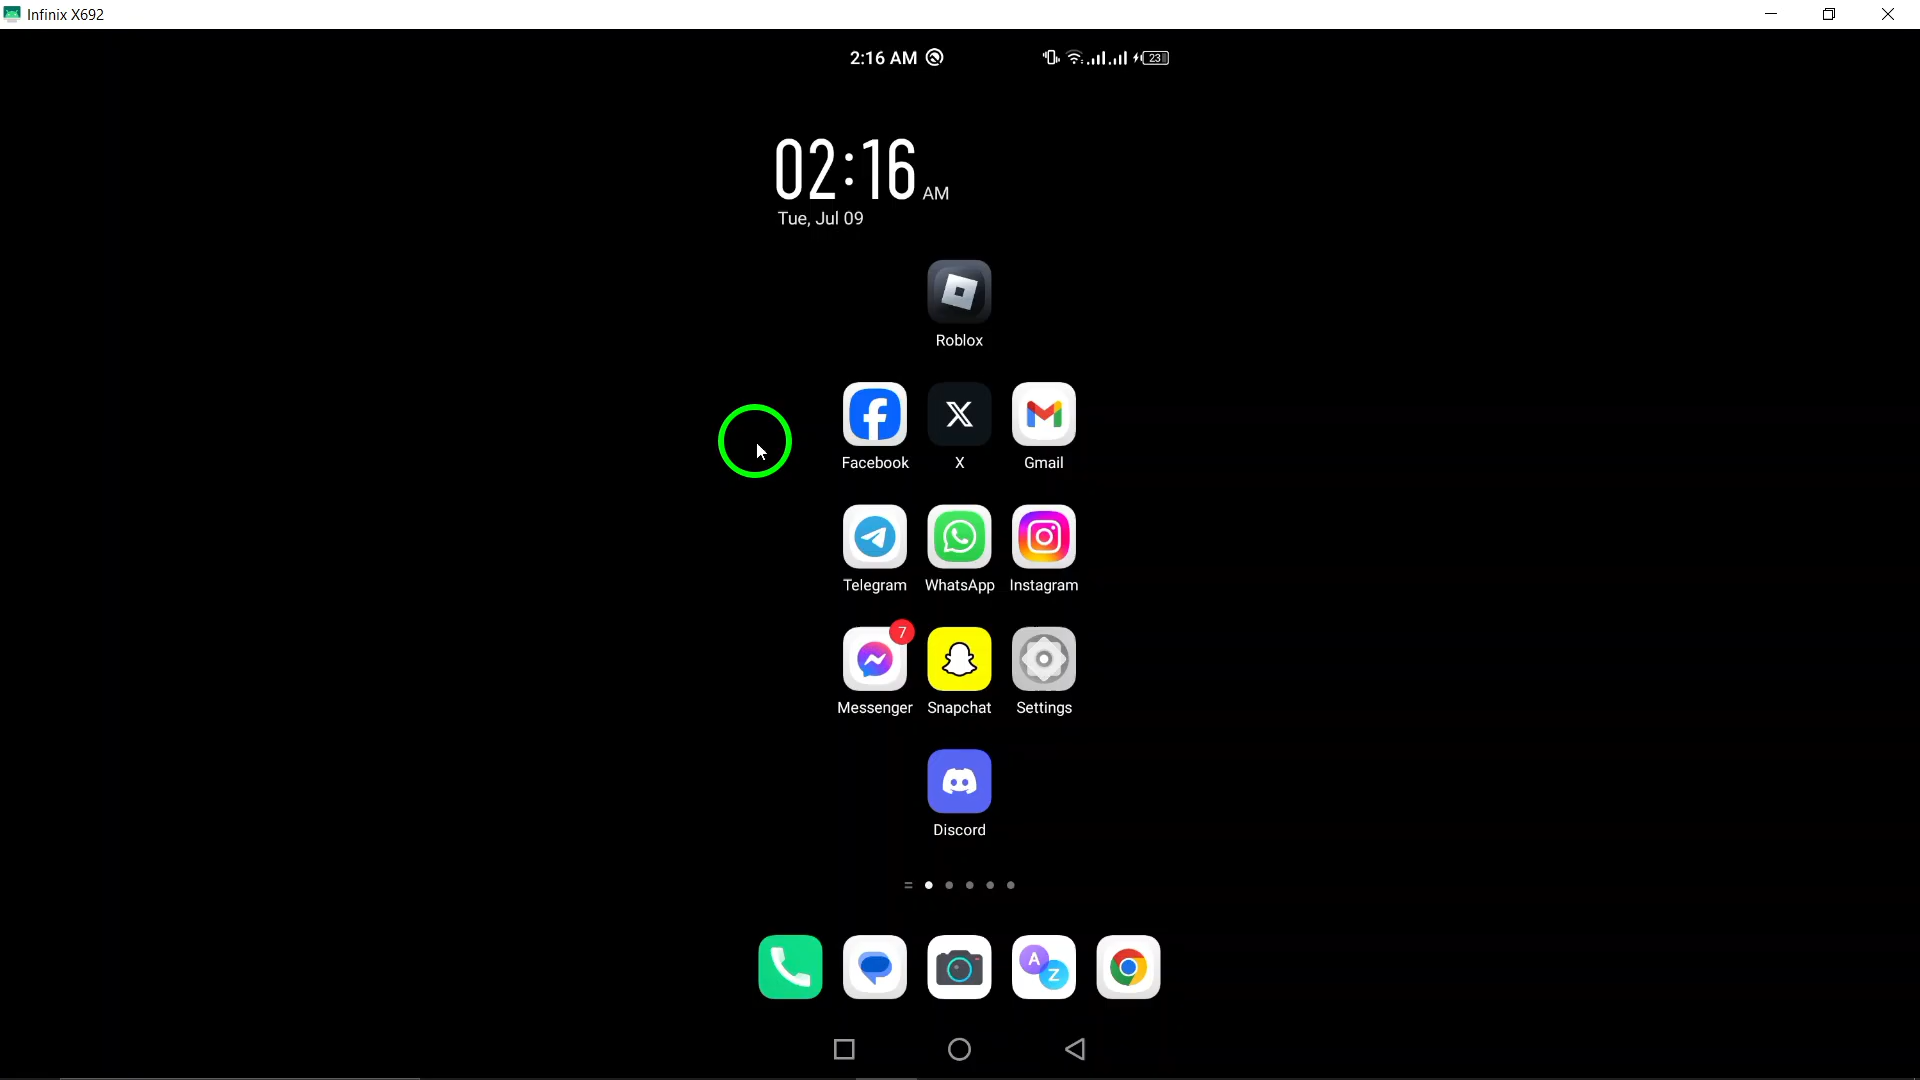 Infinix X692
2:16 AM 23
02:16 AM
Tue, Jul 09
Roblox
Facebook X Gmail
Telegram WhatsApp Instagram
7
Messenger Snapchat Settings
Discord
A Z